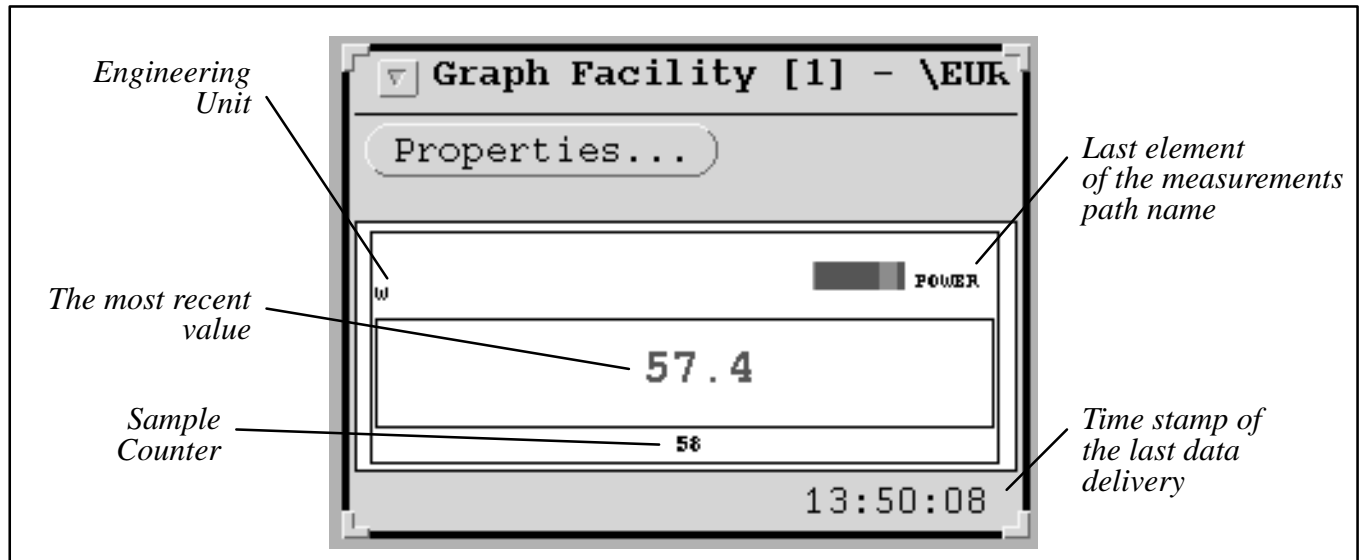 Engineering
Unit
Graph Facility [1] – \EUR
Properties...
Last element
of the measurements
path name
W
POWER
The most recent
value
57.4
Sample
Counter
58
Time stamp of
the last data
delivery
13:50:08